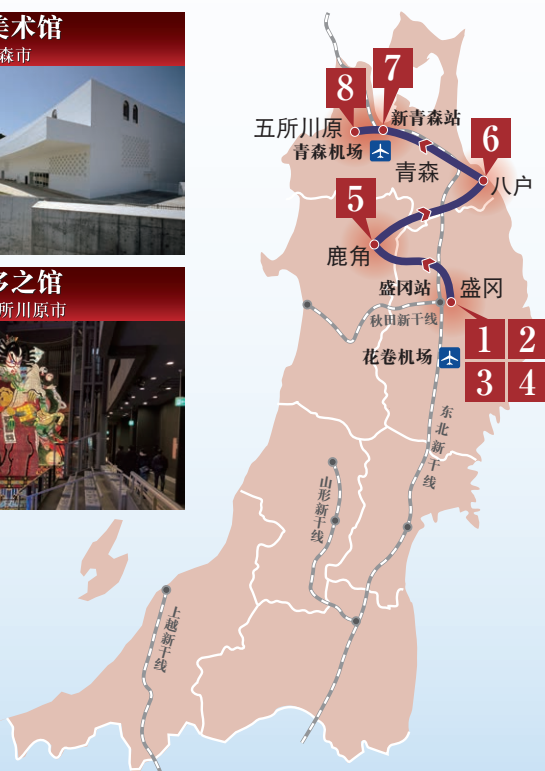 美术馆
森市
多之馆
所川原市
8
7
新青森站
五所川原
青森机场
青森
6
八户
5
鹿角
盛冈站
盛冈
秋田新干线
1
2
花卷机场
3
4
东北新干线
山形新干线
上越新干线